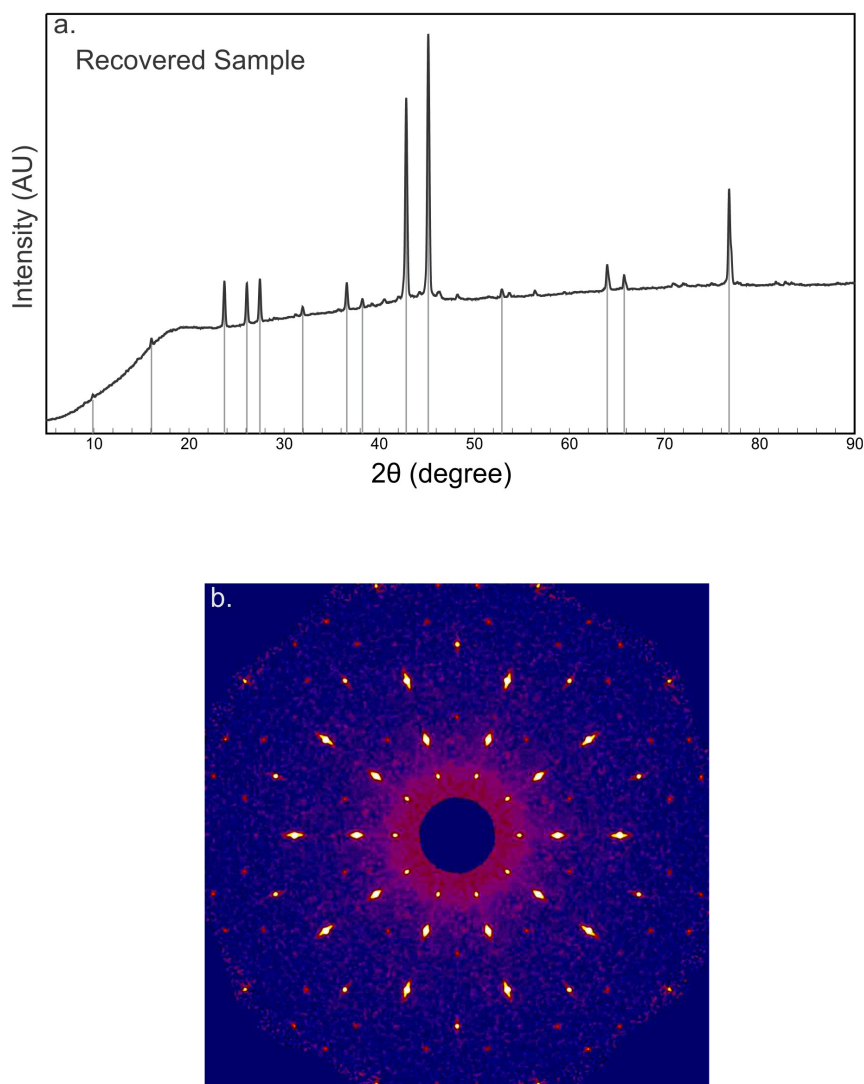 a.
Recovered Sample
Intensity (AU)
10 20 30 40 50 60 70 80 90
2θ (degree)
b.